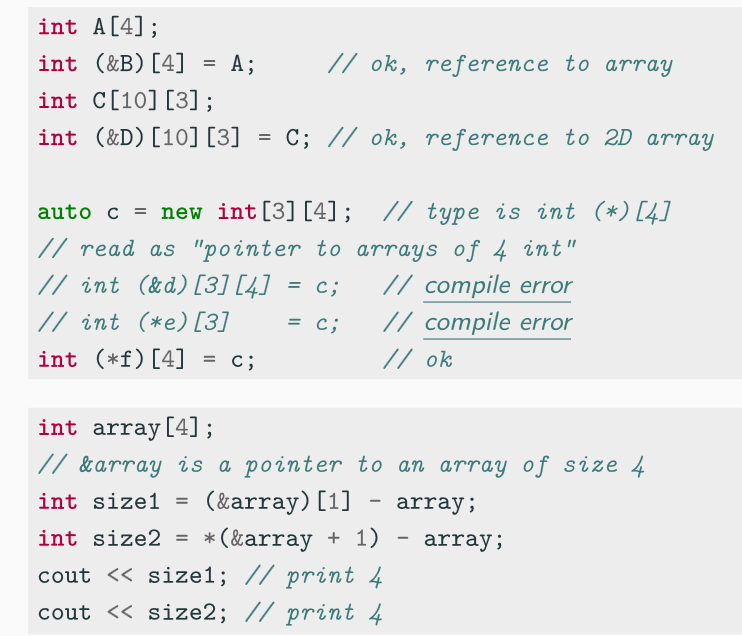 int A[4];
int (&B)[4] = A;      // ok, reference to array
int C[10][3];
int (&D)[10][3] = C; // ok, reference to 2D array

auto c = new int[3][4];  // type is int (*)[4]
// read as "pointer to arrays of 4 int"
// int (&d)[3][4] = c;   // compile error
// int (*e)[3]    = c;   // compile error
int (*f)[4] = c;         // ok

int array[4];
// &array is a pointer to an array of size 4
int size1 = (&array)[1] - array;
int size2 = *(&array + 1) - array;
cout << size1; // print 4
cout << size2; // print 4